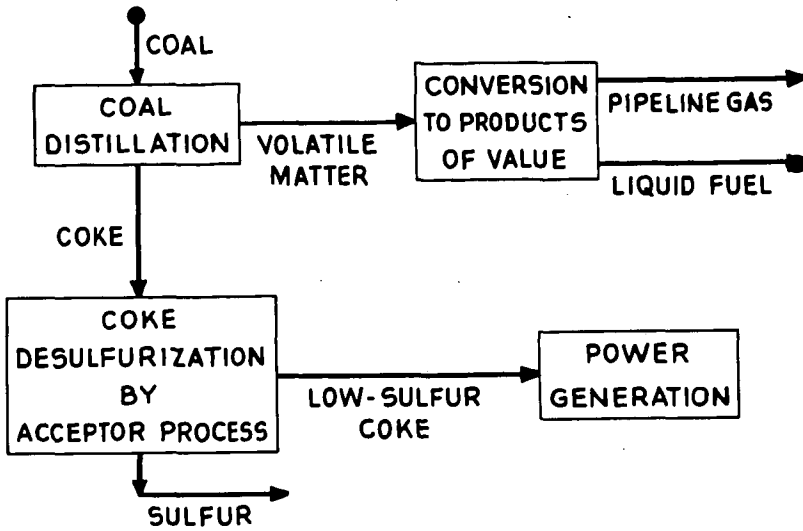 COAL
COAL
DISTILLATION
VOLATILE
MATTER
CONVERSION
TO PRODUCTS
OF VALUE
PIPELINE GAS
LIQUID FUEL
COKE
COKE
DESULFURIZATION
BY
ACCEPTOR PROCESS
LOW-SULFUR
COKE
POWER
GENERATION
SULFUR